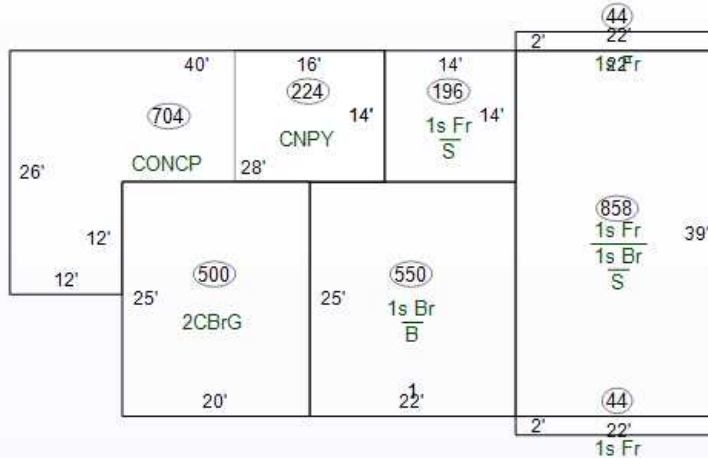 44
2' 22'
40' 16' 14' 22'
1s Fr
704 224 14' 196 14'
CNPY 1s Fr
S
CONCP 28'
26'
12'
12'
858
1s Fr
1s Br
S
39'
500 550
25' 25' 1s Br
B
2CBrG
1
20' 22'
44
2' 22'
1s Fr